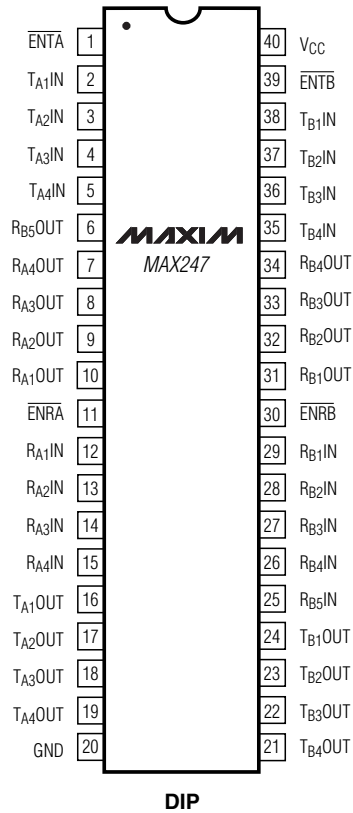 ENTA 1
TA1IN 2
TA2IN 3
TA3IN 4
TA4IN 5
RB5OUT 6
RA4OUT 7
RA3OUT 8
RA2OUT 9
RA1OUT 10
ENRA 11
RA1IN 12
RA2IN 13
RA3IN 14
RA4IN 15
TA1OUT 16
TA2OUT 17
TA3OUT 18
TA4OUT 19
GND 20
MAXIM
MAX247
40 VCC
39 ENTB
38 TB1IN
37 TB2IN
36 TB3IN
35 TB4IN
34 RB4OUT
33 RB3OUT
32 RB2OUT
31 RB1OUT
30 ENRB
29 RB1IN
28 RB2IN
27 RB3IN
26 RB4IN
25 RB5IN
24 TB1OUT
23 TB2OUT
22 TB3OUT
21 TB4OUT
DIP